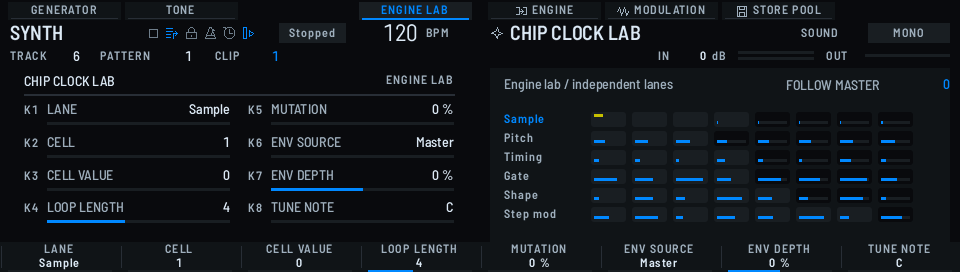 GENERATOR TONE ENGINE LAB ENGINE MODULATION STORE POOL
SYNTH Stopped 120 BPM CHIP CLOCK LAB SOUND MONO
TRACK 6 PATTERN 1 CLIP 1 IN 0 dB OUT
CHIP CLOCK LAB ENGINE LAB
Engine lab / independent lanes FOLLOW MASTER 0
K1 LANE Sample K5 MUTATION 0 %
K2 CELL 1 K6 ENV SOURCE Master
K3 CELL VALUE 0 K7 ENV DEPTH 0 %
K4 LOOP LENGTH 4 K8 TUNE NOTE C
Sample
Pitch
Timing
Gate
Shape
Step mod
LANE CELL CELL VALUE LOOP LENGTH MUTATION ENV SOURCE ENV DEPTH TUNE NOTE
Sample 1 0 4 0 % Master 0 % C